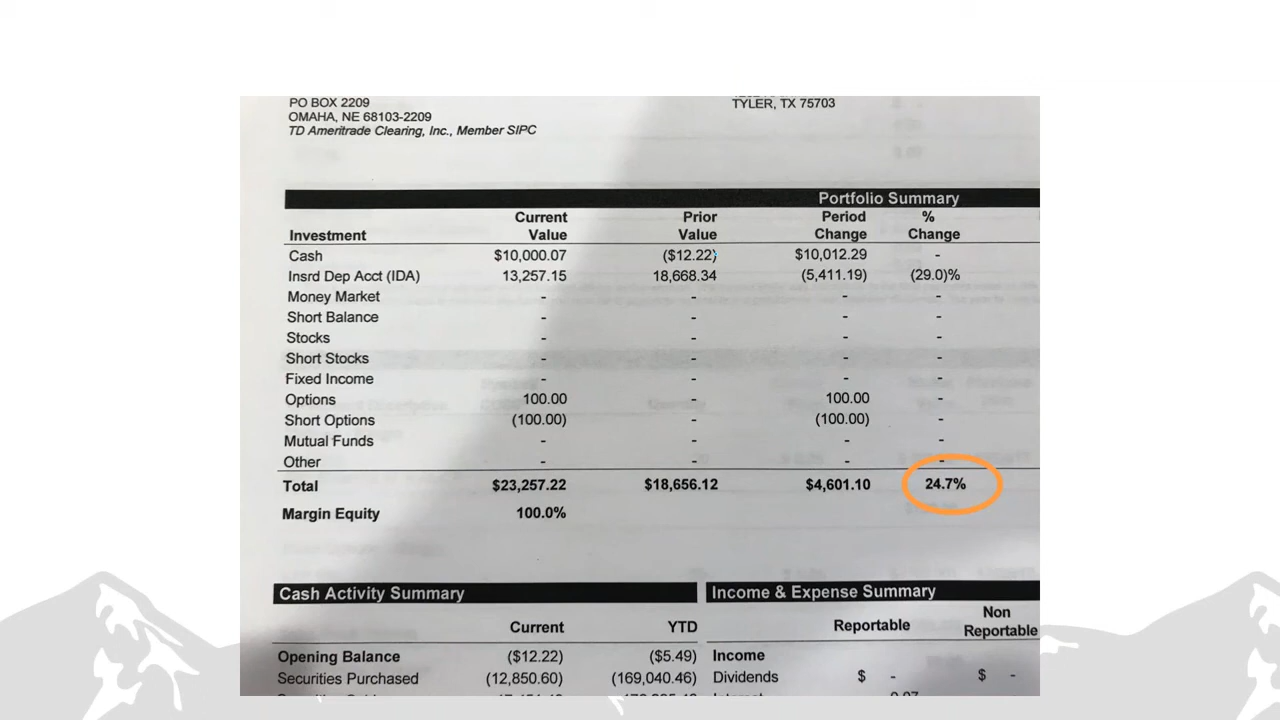 PO BOX 2209
OMAHA, NE 68103-2209
TD Ameritrade Clearing, Inc., Member SIPC
TYLER, TX 75703
Portfolio Summary
Investment Current Value Prior Value Period Change % Change
Cash $10,000.07 ($12.22) $10,012.29 -
Insrd Dep Acct (IDA) 13,257.15 18,668.34 (5,411.19) (29.0)%
Money Market - - - -
Short Balance - - - -
Stocks - - - -
Short Stocks - - - -
Fixed Income - - - -
Options 100.00 - 100.00 -
Short Options (100.00) - (100.00) -
Mutual Funds - - - -
Other - - - -
Total $23,257.22 $18,656.12 $4,601.10 24.7%
Margin Equity 100.0%
Cash Activity Summary
Current YTD
Opening Balance ($12.22) ($5.49)
Securities Purchased (12,850.60) (169,040.46)
Income & Expense Summary
Reportable Non Reportable
Income
Dividends $ - $ -